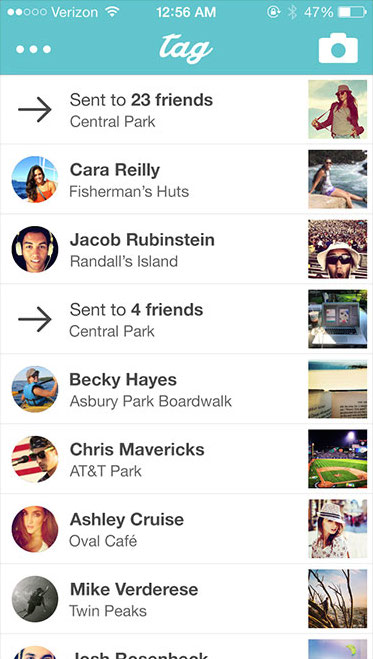 Verizon 12:56 AM 47%
tag
Sent to 23 friends
Central Park
Cara Reilly
Fisherman's Huts
Jacob Rubinstein
Randall's Island
Sent to 4 friends
Central Park
Becky Hayes
Asbury Park Boardwalk
Chris Mavericks
AT&T Park
Ashley Cruise
Oval Café
Mike Verderese
Twin Peaks
Josh Rosenbeck